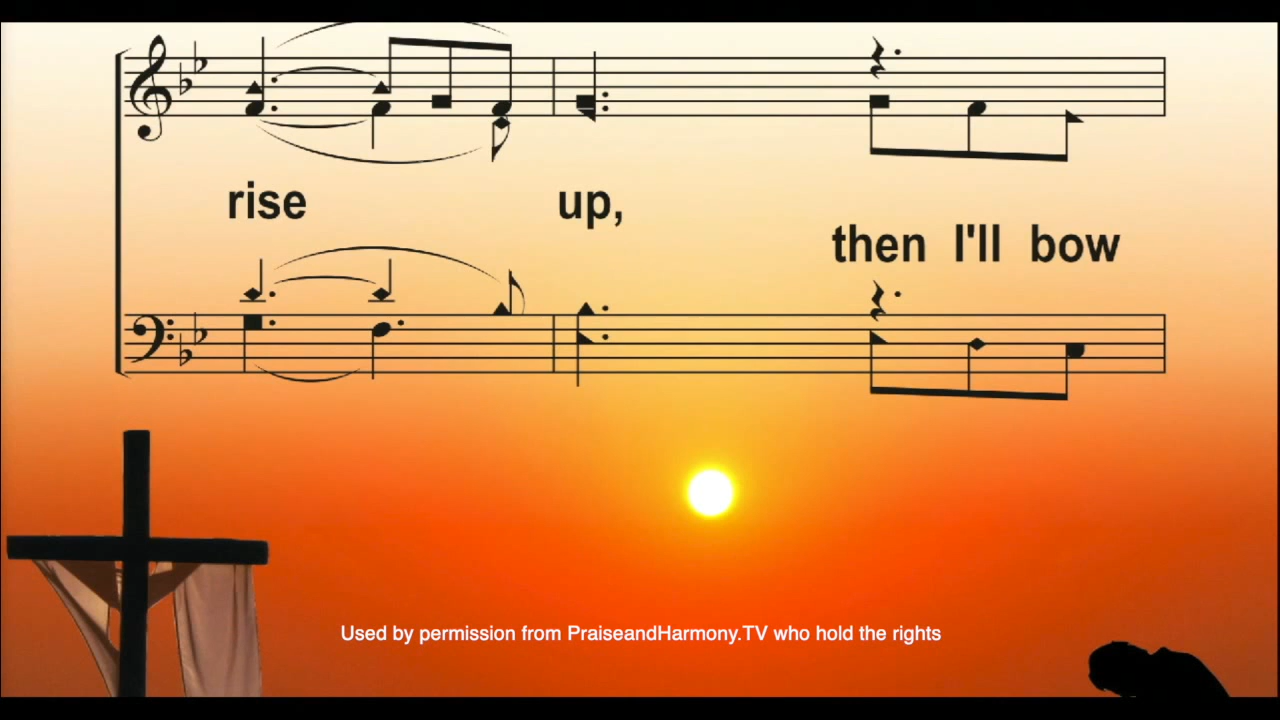 rise up,
then I'll bow
Used by permission from PraiseandHarmony.TV who hold the rights